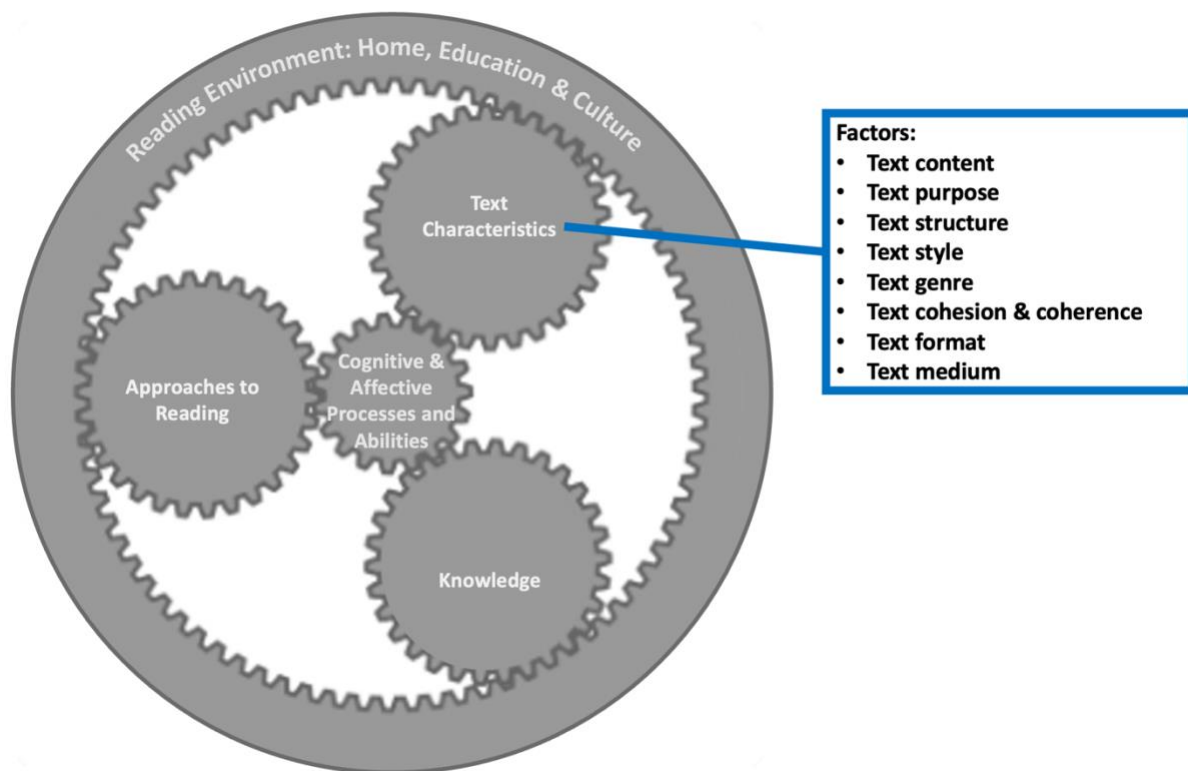 Reading Environment: Home, Education & Culture
Text
Characteristics
Approaches to
Reading
Cognitive &
Affective
Processes and
Abilities
Knowledge
Factors:
• Text content
• Text purpose
• Text structure
• Text style
• Text genre
• Text cohesion & coherence
• Text format
• Text medium